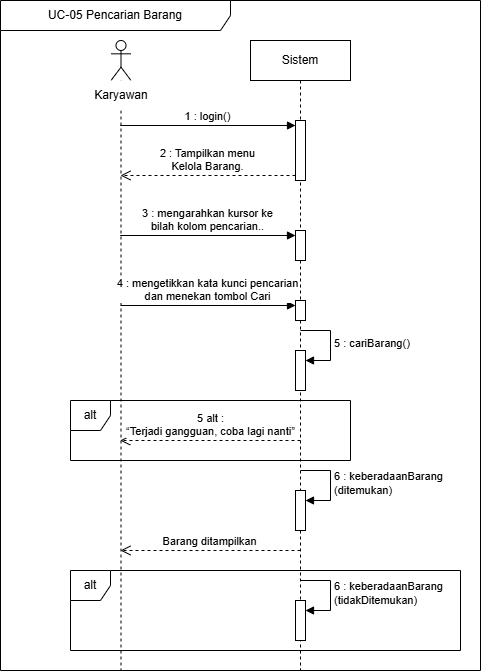 UC-05 Pencarian Barang
Karyawan
Sistem
1 : login()
2 : Tampilkan menu
Kelola Barang.
3 : mengarahkan kursor ke
bilah kolom pencarian..
4 : mengetikkan kata kunci pencarian
dan menekan tombol Cari
5 : cariBarang()
alt
5 alt :
“Terjadi gangguan, coba lagi nanti”
6 : keberadaanBarang
(ditemukan)
Barang ditampilkan
alt
6 : keberadaanBarang
(tidakDitemukan)